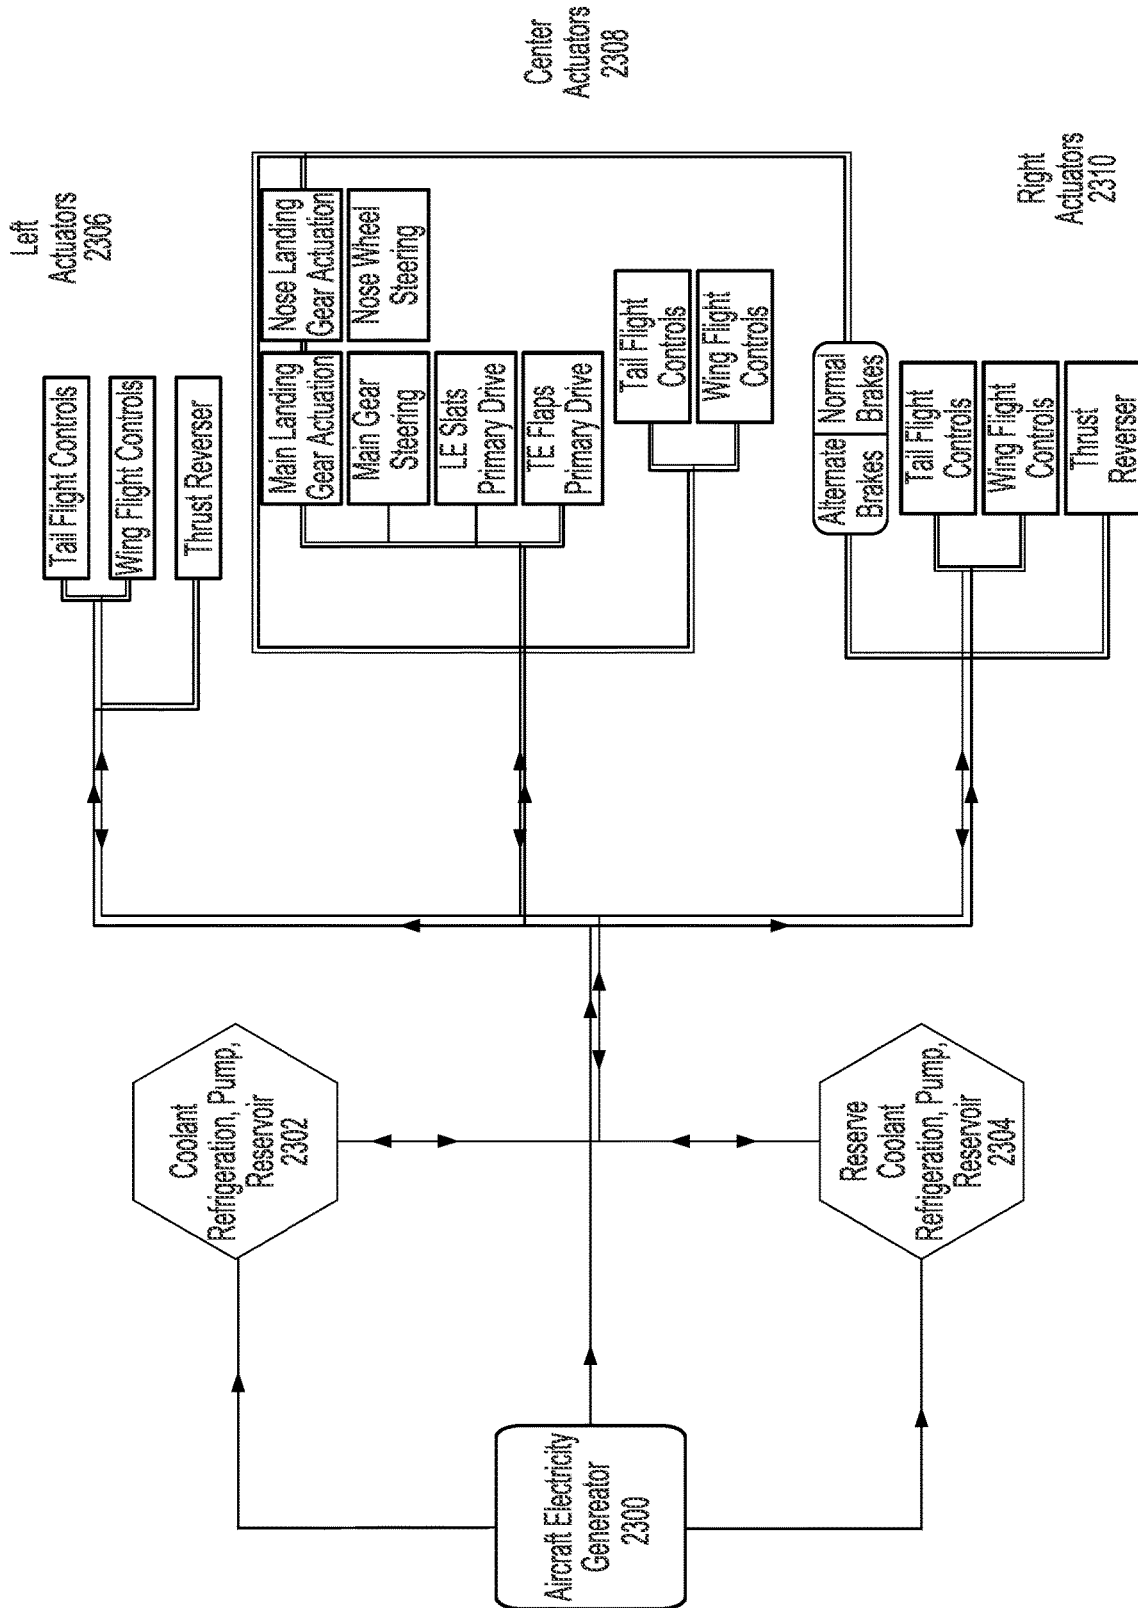 Left
Actuators
2306
Tail Flight Controls
Wing Flight Controls
Thrust Reverser
Center
Actuators
2308
Main Landing
Gear Actuation
Nose Landing
Gear Actuation
Main Gear
Steering
Nose Wheel
Steering
LE Slats
Primary Drive
TE Flaps
Primary Drive
Tail Flight
Controls
Wing Flight
Controls
Alternate
Brakes
Normal
Brakes
Right
Actuators
2310
Tail Flight
Controls
Wing Flight
Controls
Thrust
Reverser
Coolant
Refrigeration, Pump,
Reservoir
2302
Reserve
Coolant
Refrigeration, Pump,
Reservoir
2304
Aircraft Electricity
Genereator
2300